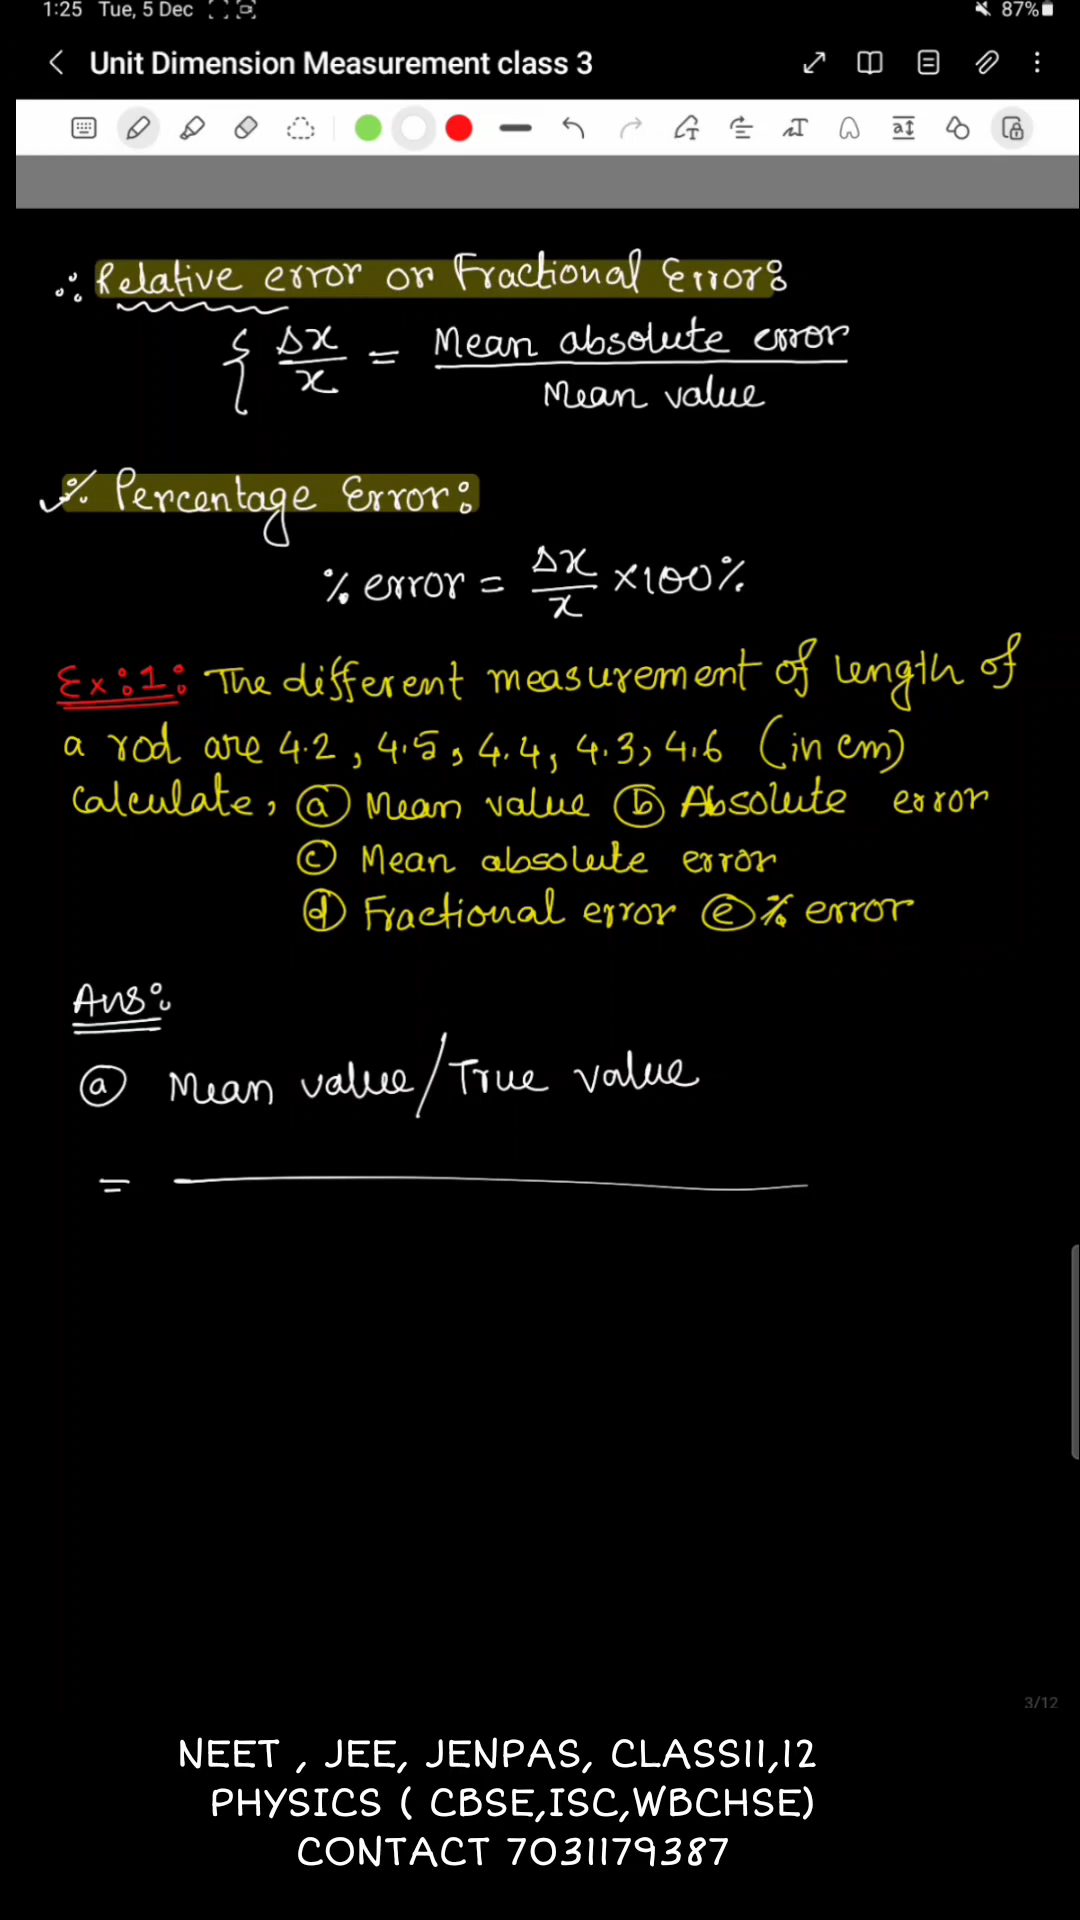 1:25 Tue, 5 Dec 87%
Unit Dimension Measurement class 3
∴ Relative error or Fractional Error:
{ Δx/x = Mean absolute error / Mean value
% Percentage Error:
% error = Δx/x ×100%
Ex:1: The different measurement of length of
a rod are 4.2, 4.5, 4.4, 4.3, 4.6 (in cm)
calculate, ⓐ Mean value ⓑ Absolute error
ⓒ Mean absolute error
ⓓ Fractional error ⓔ % error
Ans:
ⓐ Mean value/True value
=
3/12
NEET , JEE, JENPAS, CLASS11,12
PHYSICS ( CBSE,ISC,WBCHSE)
CONTACT 7031179387